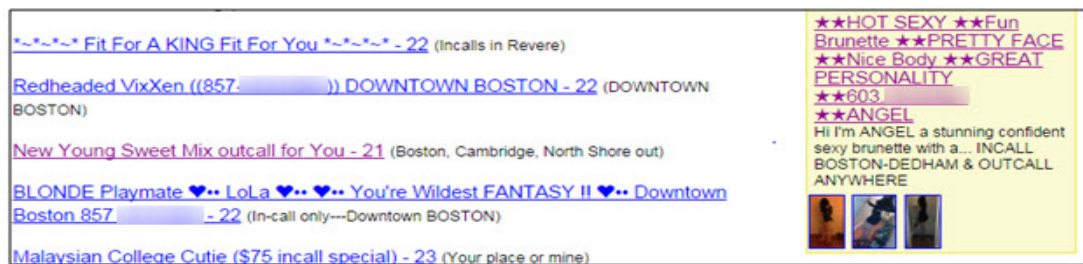 *~*~*~* Fit For A KING Fit For You *~*~*~* - 22 (Incalls in Revere)
Redheaded VixXen ((857- )) DOWNTOWN BOSTON - 22 (DOWNTOWN
BOSTON)
New Young Sweet Mix outcall for You - 21 (Boston, Cambridge, North Shore out)
BLONDE Playmate ♥•• LoLa ♥•• ♥•• You're Wildest FANTASY !! ♥•• Downtown
Boston 857 - 22 (In-call only---Downtown BOSTON)
Malaysian College Cutie ($75 incall special) - 23 (Your place or mine)
★★HOT SEXY ★★Fun
Brunette ★★PRETTY FACE
★★Nice Body ★★GREAT
PERSONALITY
★★603
★★ANGEL
Hi I'm ANGEL a stunning confident
sexy brunette with a... INCALL
BOSTON-DEDHAM & OUTCALL
ANYWHERE